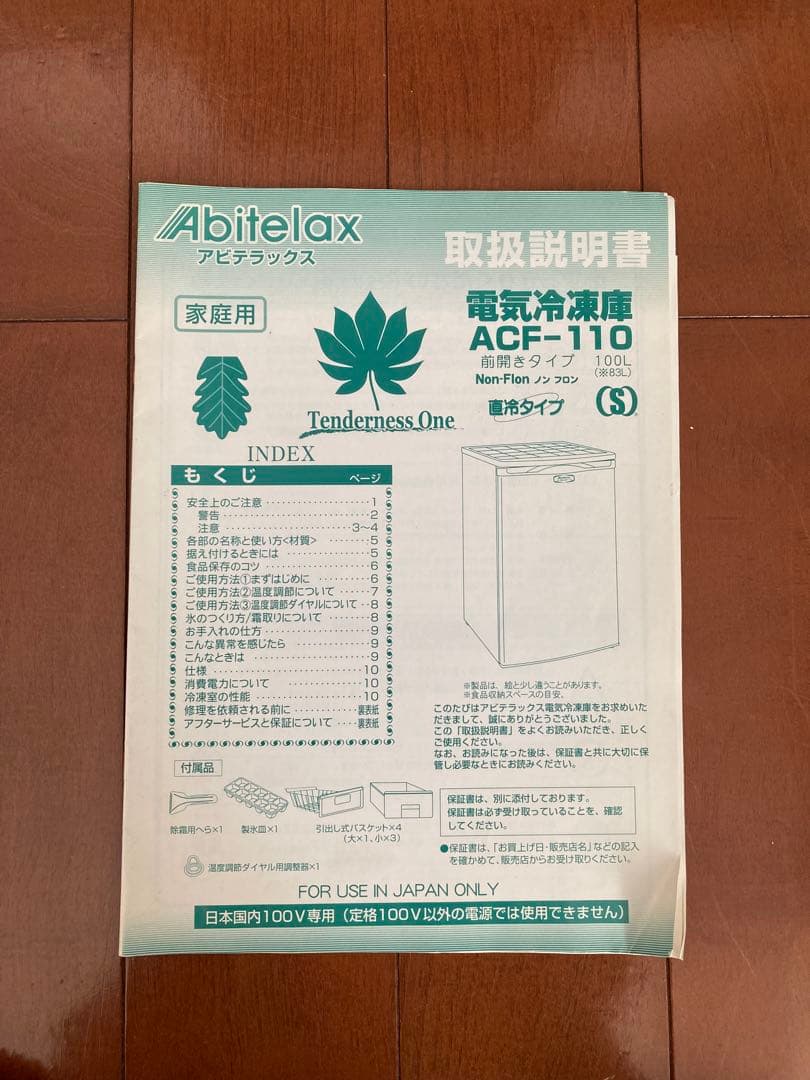 Abitelax
アビテラックス
取扱説明書
家庭用
電気冷凍庫
ACF-110
前開きタイプ 100L
(※83L)
Non-Flon ノン フロン
直冷タイプ
(S)
Tenderness One
INDEX
もくじ ページ
安全上のご注意 ························ 1
警告 ································ 2
注意 ···························· 3〜4
各部の名称と使い方<材質> ········ 5
据え付けるときには ·················· 5
食品保存のコツ ······················ 6
ご使用方法①まずはじめに ·········· 6
ご使用方法②温度調節について ···· 7
ご使用方法③温度調節ダイヤルについ‥8
氷のつくり方/霜取りについて ······ 8
お手入れの仕方 ······················ 9
こんな異常を感じたら ················ 9
こんなときは ·························· 9
仕様 ································ 10
消費電力について ···················· 10
冷凍室の性能 ························ 10
修理を依頼される前に ············ 裏表紙
アフターサービスと保証について ···· 裏表紙
※製品は、絵と少し違うことがあります。
※食品収納スペースの目安。
このたびはアビテラックス電気冷凍庫をお求めいた
だきまして、誠にありがとうございました。
この「取扱説明書」をよくお読みいただき、正しく
ご使用ください。
なお、お読みになった後は、保証書と共に大切に保
管し必要なときにお読みください。
付属品
除霜用へら×1
製氷皿×1
引出し式バスケット×4
(大×1、小×3)
温度調節ダイヤル用調整器×1
保証書は、別に添付しております。
保証書は必ず受け取っていることを、確認
してください。
●保証書は、「お買上げ日・販売店名」などの記入
を確かめて、販売店からお受け取りください。
FOR USE IN JAPAN ONLY
日本国内100V専用(定格100V以外の電源では使用できません)